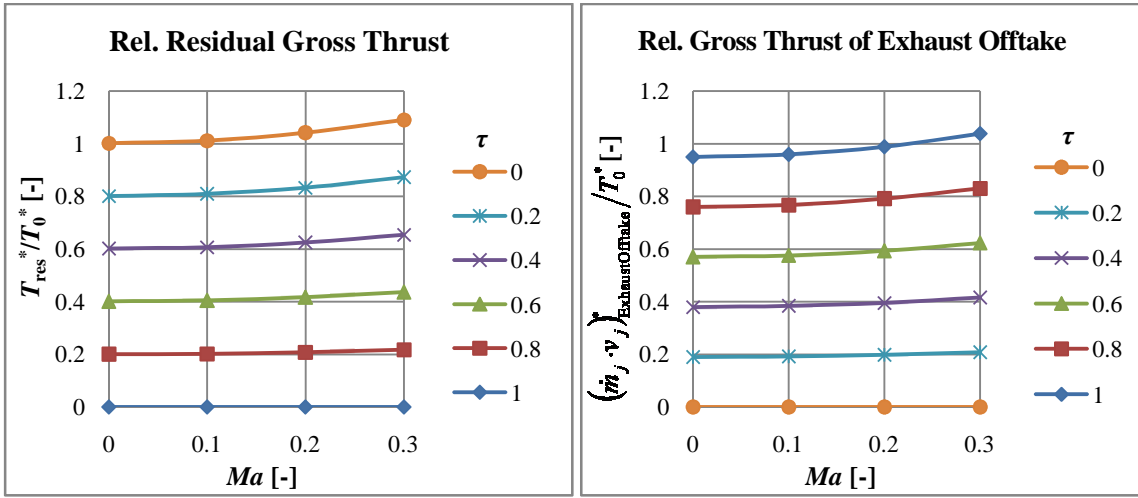 Rel. Residual Gross Thrust
T_res*/T_0* [-]
1.2
1
0.8
0.6
0.4
0.2
0
0 0.1 0.2 0.3
Ma [-]
τ
0
0.2
0.4
0.6
0.8
1
Rel. Gross Thrust of Exhaust Offtake
(ṁ_j · v_j)*_ExhaustOfftake/T_0* [-]
1.2
1
0.8
0.6
0.4
0.2
0
0 0.1 0.2 0.3
Ma [-]
τ
0
0.2
0.4
0.6
0.8
1